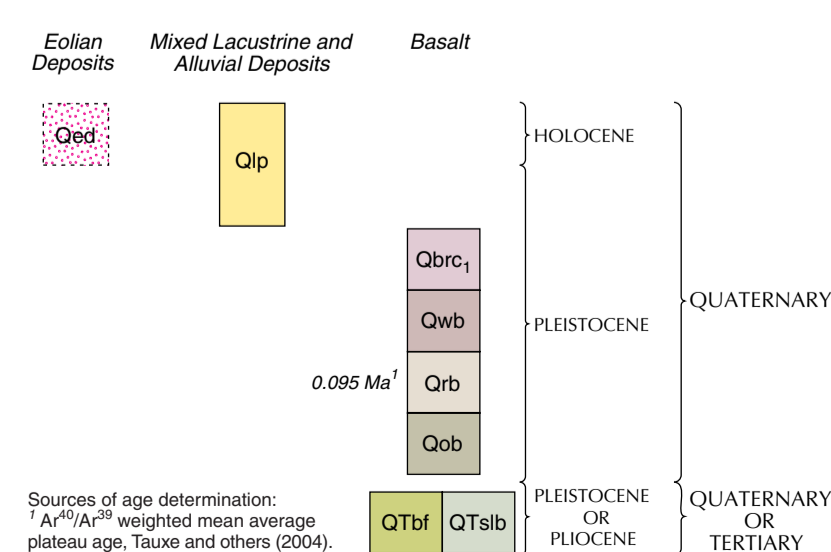 Eolian
Deposits
Mixed Lacustrine and
Alluvial Deposits
Basalt
Qed
Qlp
HOLOCENE
Qbrc1
Qwb
PLEISTOCENE
QUATERNARY
0.095 Ma1
Qrb
Qob
Sources of age determination:
1 Ar40/Ar39 weighted mean average
plateau age, Tauxe and others (2004).
QTbf
QTslb
PLEISTOCENE
OR
PLIOCENE
QUATERNARY
OR
TERTIARY